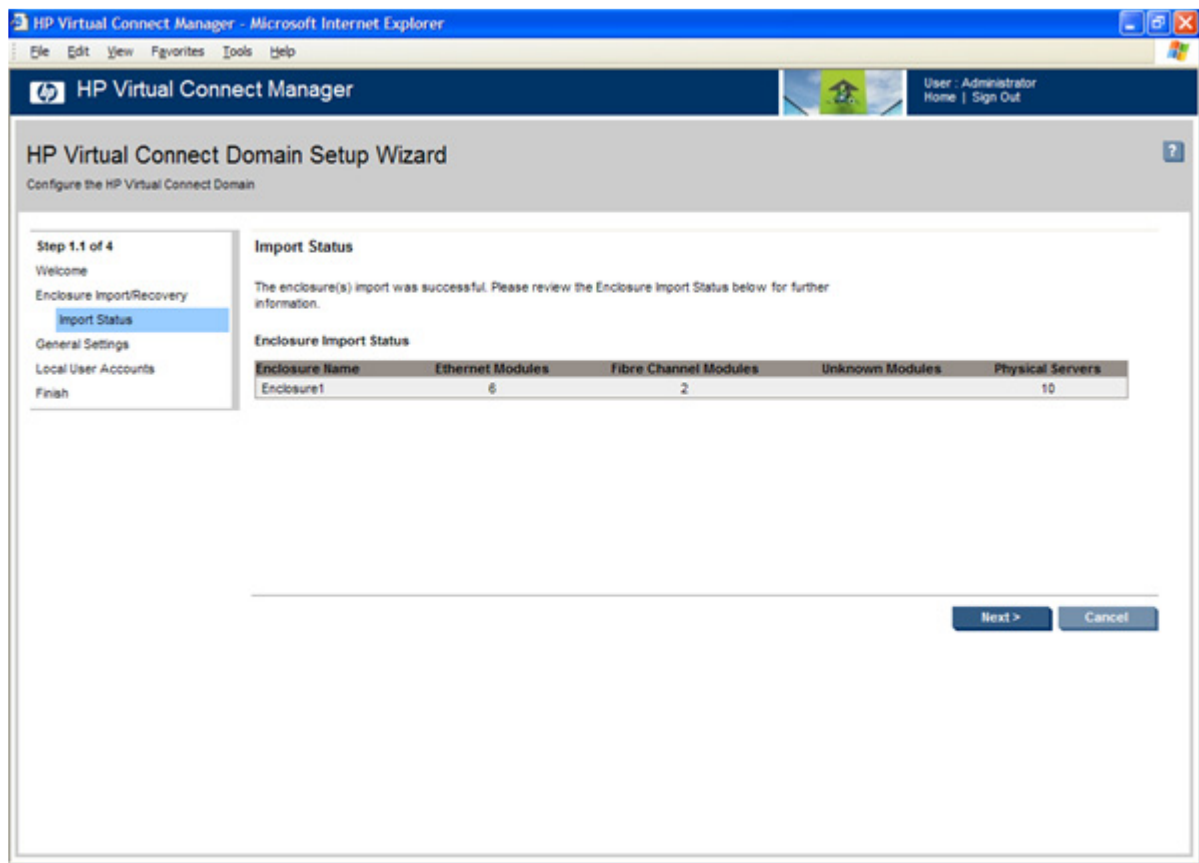 HP Virtual Connect Manager - Microsoft Internet Explorer
File Edit View Favorites Tools Help
hp HP Virtual Connect Manager
User : Administrator
Home | Sign Out
HP Virtual Connect Domain Setup Wizard
?
Configure the HP Virtual Connect Domain
Step 1.1 of 4
Welcome
Enclosure Import/Recovery
Import Status
General Settings
Local User Accounts
Finish
Import Status
The enclosure(s) import was successful. Please review the Enclosure Import Status below for further
information.
Enclosure Import Status
Enclosure Name Ethernet Modules Fibre Channel Modules Unknown Modules Physical Servers
Enclosure1 6 2 10
Next > Cancel